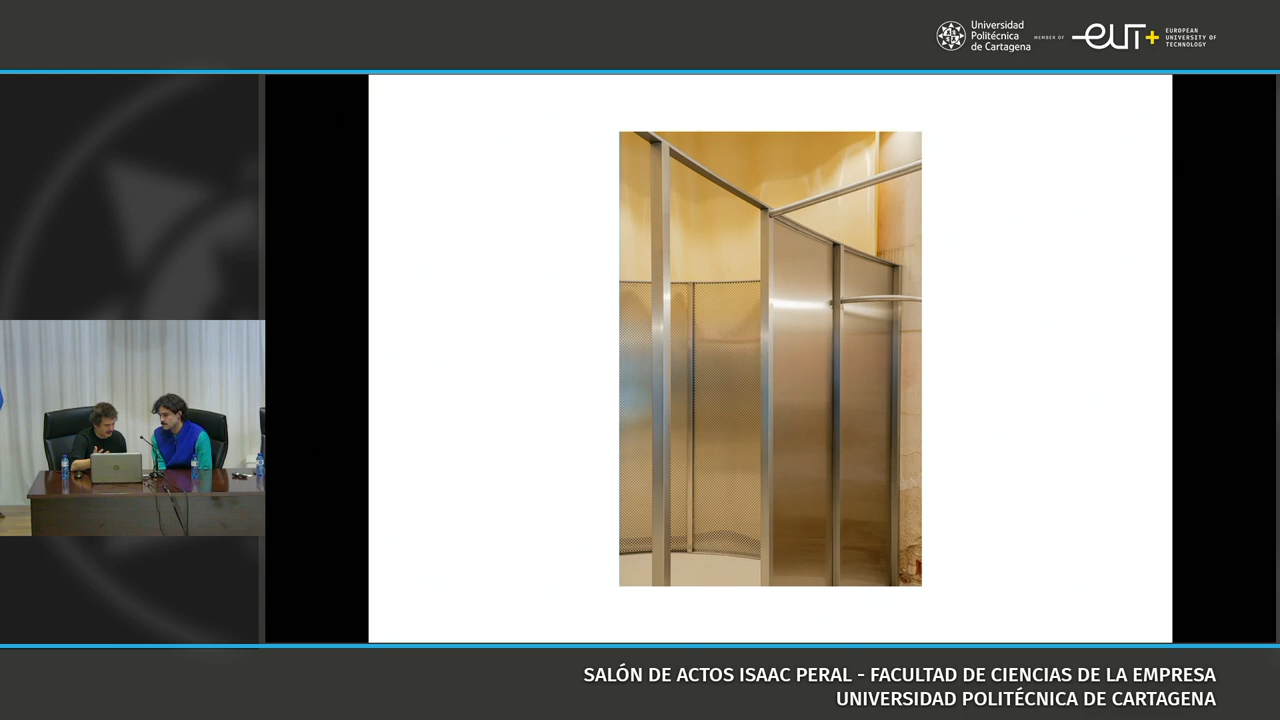 Universidad
Politécnica
de Cartagena
MEMBER OF
EUT+
EUROPEAN
UNIVERSITY OF
TECHNOLOGY
SALÓN DE ACTOS ISAAC PERAL - FACULTAD DE CIENCIAS DE LA EMPRESA
UNIVERSIDAD POLITÉCNICA DE CARTAGENA